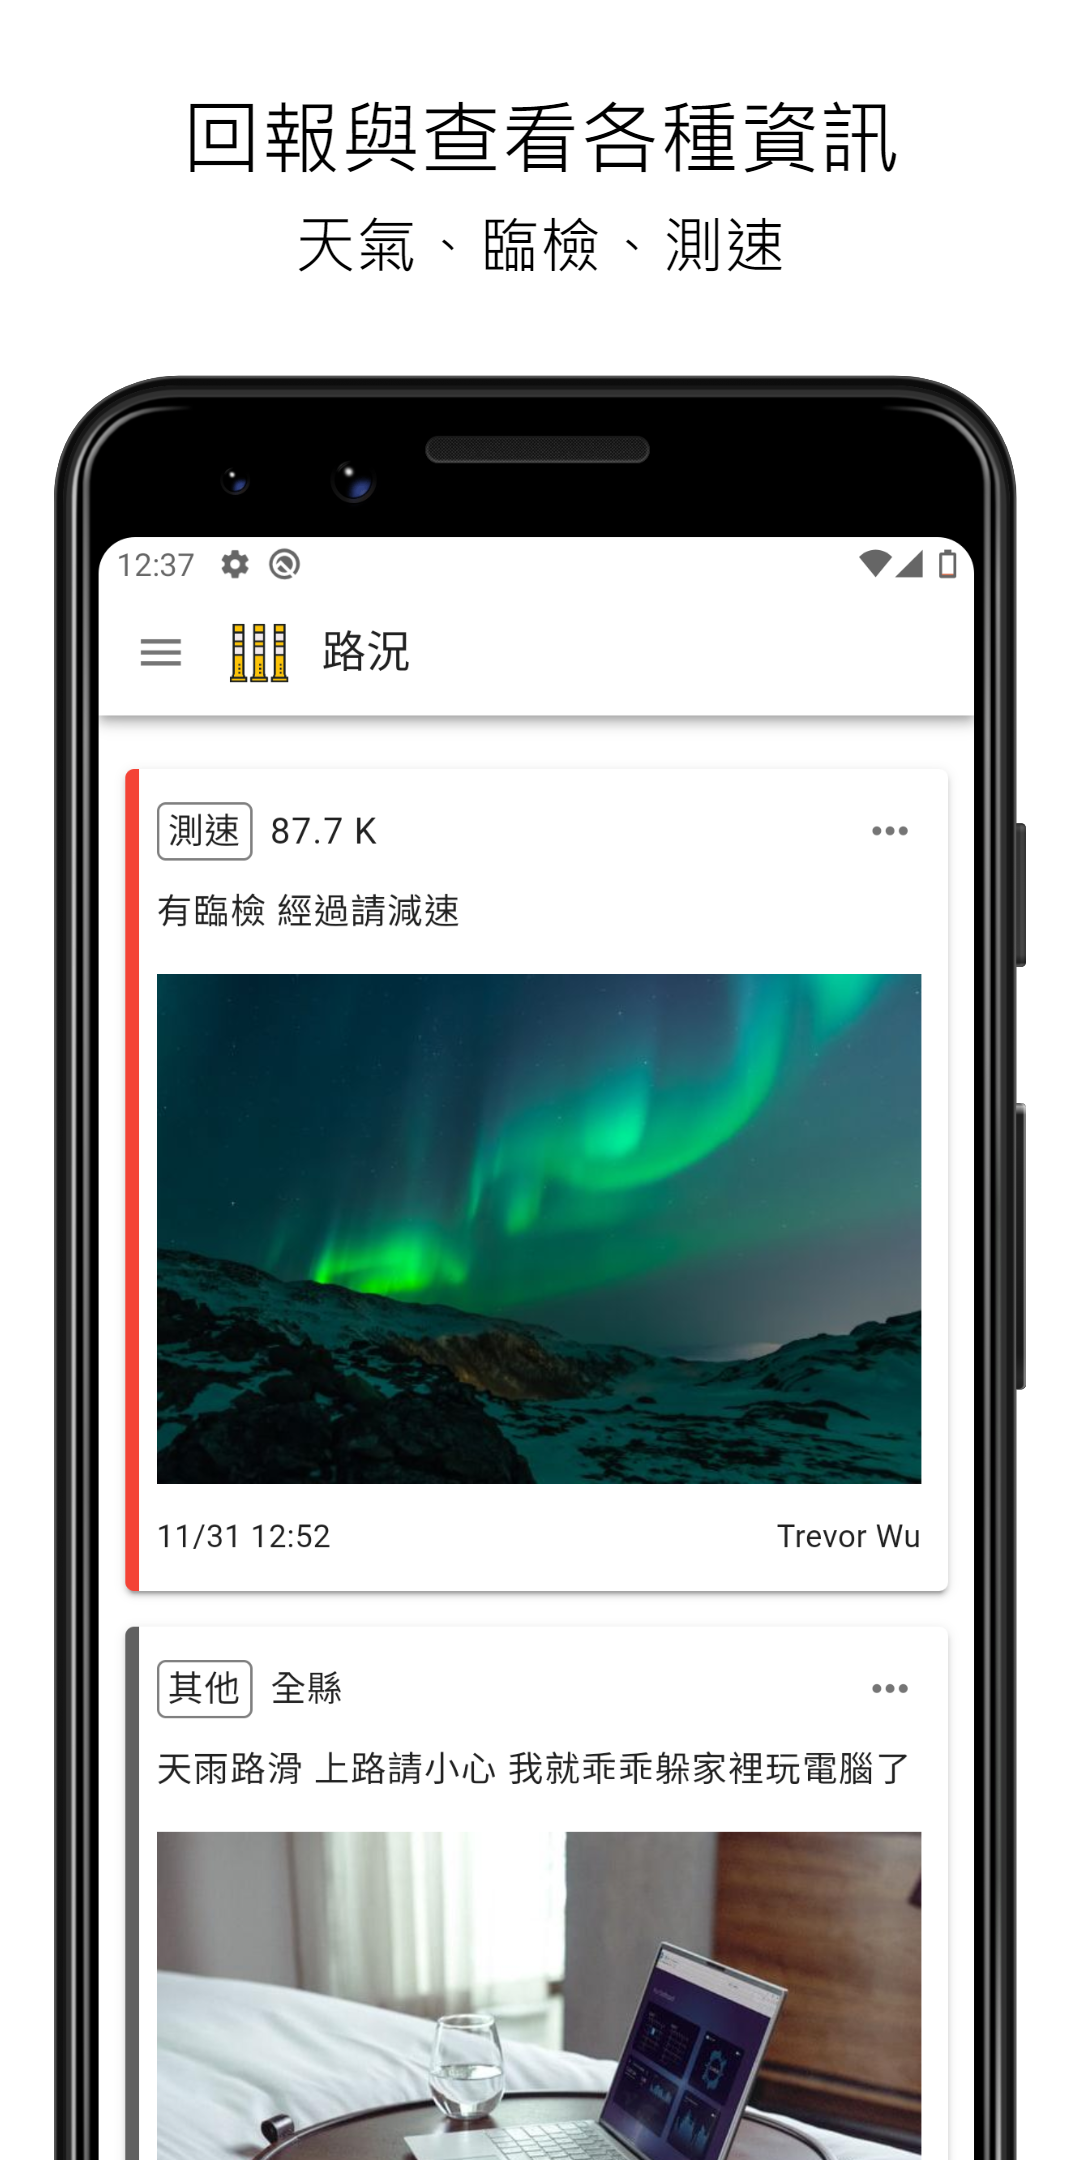 回報與查看各種資訊
天氣、臨檢、測速
12:37
路況
測速 87.7 K
有臨檢 經過請減速
11/31 12:52 Trevor Wu
其他 全縣
天雨路滑 上路請小心 我就乖乖躲家裡玩電腦了